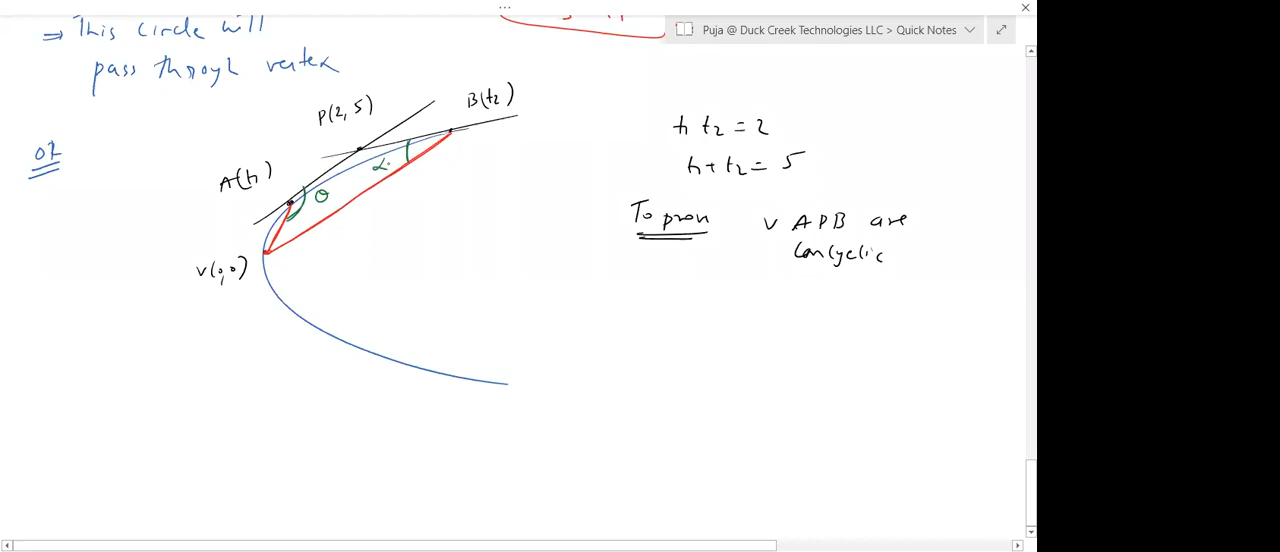 ⇒ This circle will
Puja @ Duck Creek Technologies LLC > Quick Notes
pass through vertex
P(2, 5)
B(t2)
OR
A(t1)
α
θ
V(0,0)
t1 t2 = 2
t1 + t2 = 5
To prove V A P B are
concyclic